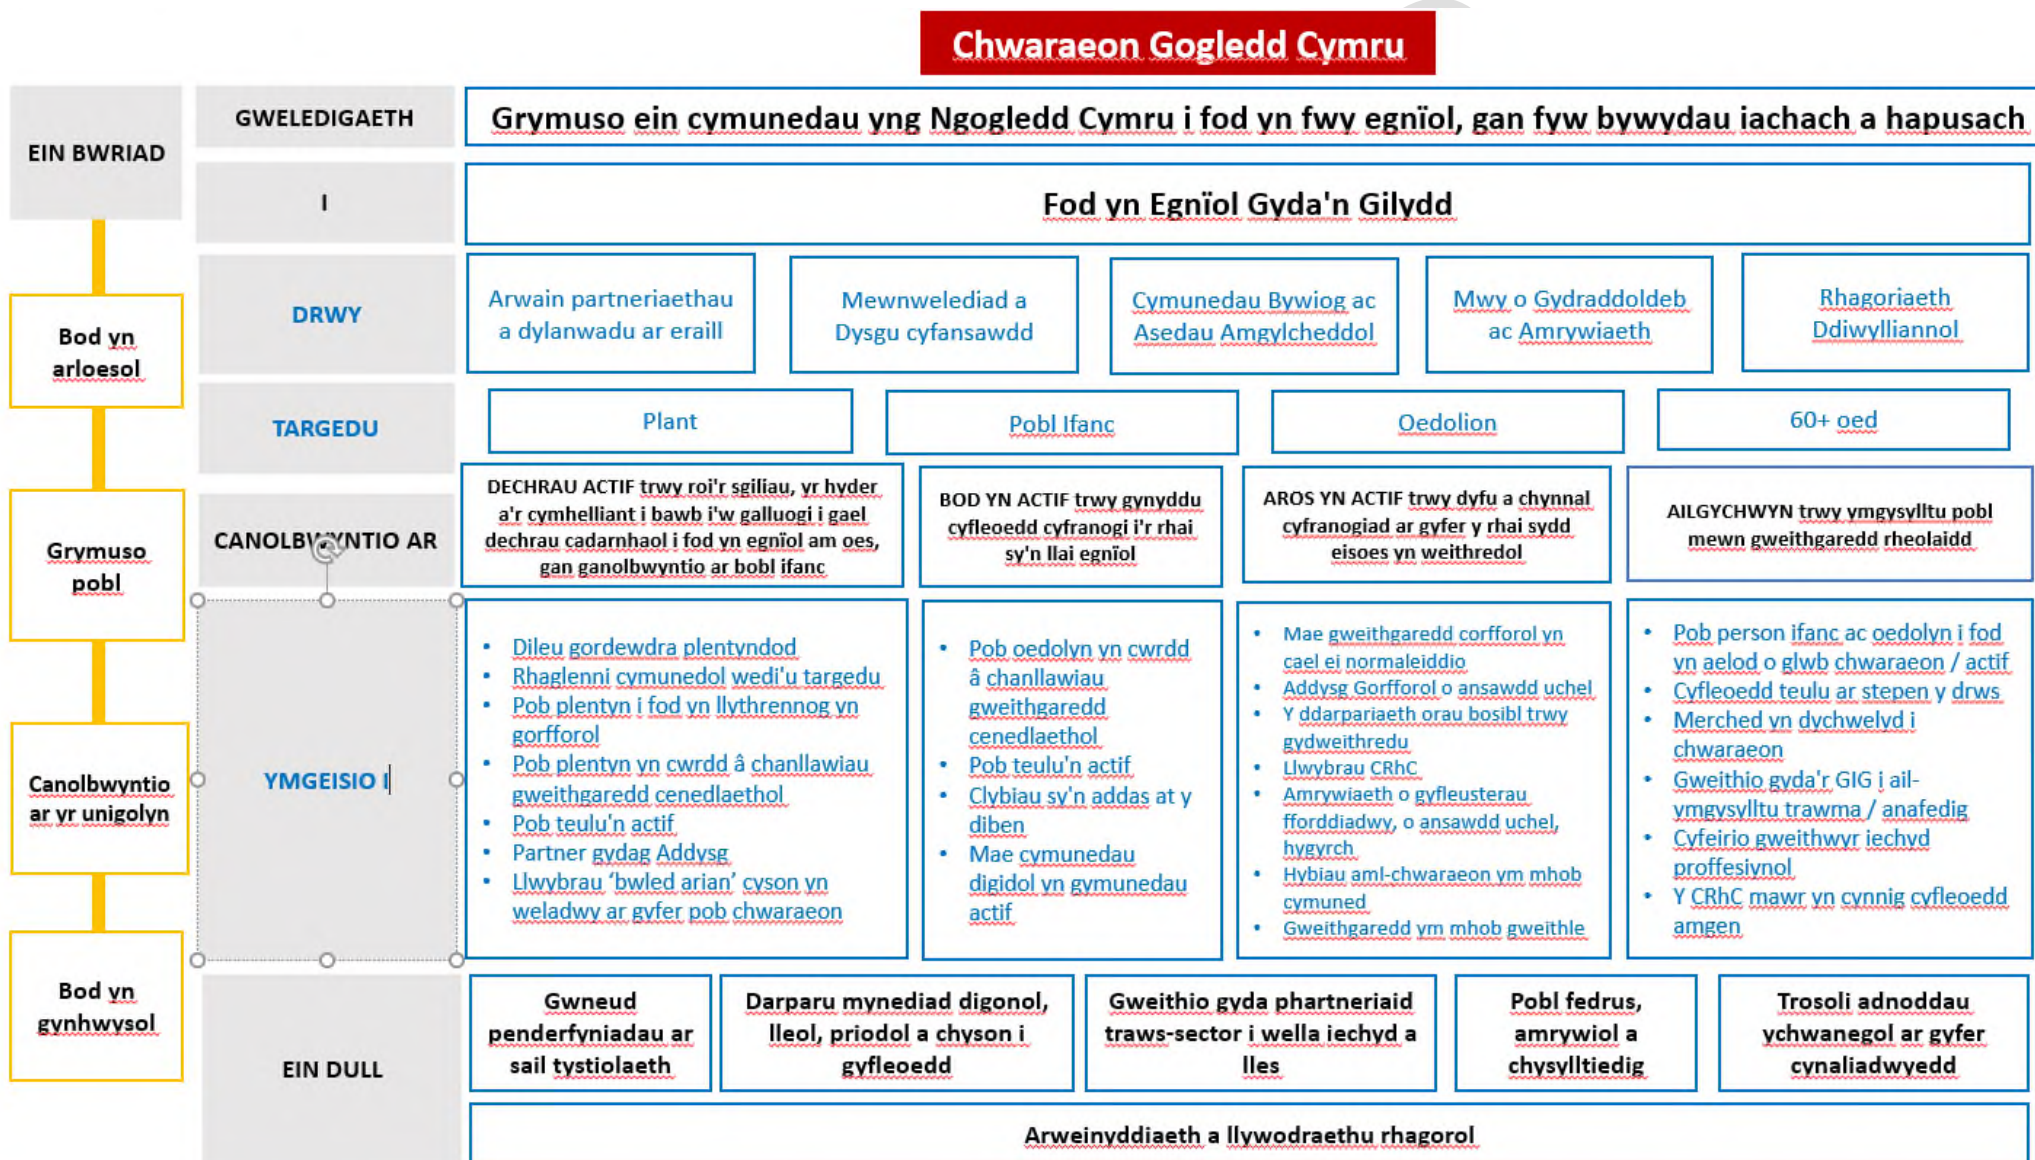 Chwaraeon Gogledd Cymru
EIN BWRIAD
GWELEDIGAETH
Grymuso ein cymunedau yng Ngogledd Cymru i fod yn fwy egnïol, gan fyw bywydau iachach a hapusach
I
Fod yn Egnïol Gyda'n Gilydd
Bod yn
arloesol
DRWY
Arwain partneriaethau
a dylanwadu ar eraill
Mewnwelediad a
Dysgu cyfansawdd
Cymunedau Bywiog ac
Asedau Amgylcheddol
Mwy o Gydraddoldeb
ac Amrywiaeth
Rhagoriaeth
Ddiwylliannol
TARGEDU
Plant
Pobl Ifanc
Oedolion
60+ oed
Grymuso
pobl
CANOLBWYNTIO AR
DECHRAU ACTIF trwy roi'r sgiliau, yr hyder
a'r cymhelliant i bawb i'w galluogi i gael
dechrau cadarnhaol i fod yn egnïol am oes,
gan ganolbwyntio ar bobl ifanc
BOD YN ACTIF trwy gynyddu
cyfleoedd cyfranogi i'r rhai
sy'n llai egnïol
AROS YN ACTIF trwy dyfu a chynnal
cyfranogiad ar gyfer y rhai sydd
eisoes yn weithredol
AILGYCHWYN trwy ymgysylltu pobl
mewn gweithgaredd rheolaidd
Canolbwyntio
ar yr unigolyn
YMGEISIO I
• Dileu gordewdra plentyndod
• Rhaglenni cymunedol wedi'u targedu
• Pob plentyn i fod yn llythrennog yn
gorfforol
• Pob plentyn yn cwrdd â chanllawiau
gweithgaredd cenedlaethol
• Pob teulu'n actif
• Partner gydag Addysg
• Llwybrau ‘bwled arian’ cyson yn
weladwy ar gyfer pob chwaraeon
• Pob oedolyn yn cwrdd
â chanllawiau
gweithgaredd
cenedlaethol
• Pob teulu'n actif
• Clybiau sy'n addas at y
diben
• Mae cymunedau
digidol yn gymunedau
actif
• Mae gweithgaredd corfforol yn
cael ei normaleiddio
• Addysg Gorfforol o ansawdd uchel
• Y ddarpariaeth orau bosibl trwy
gydweithredu
• Llwybrau CRhC
• Amrywiaeth o gyfleusterau
fforddiadwy, o ansawdd uchel,
hygyrch
• Hybiau aml-chwaraeon ym mhob
cymuned
• Gweithgaredd ym mhob gweithle
• Pob person ifanc ac oedolyn i fod
yn aelod o glwb chwaraeon / actif
• Cyfleoedd teulu ar stepen y drws
• Merched yn dychwelyd i
chwaraeon
• Gweithio gyda'r GIG i ail-
ymgysylltu trawma / anafedig
• Cyfeirio gweithwyr iechyd
proffesiynol
• Y CRhC mawr yn cynnig cyfleoedd
amgen
Bod yn
gynhwysol
EIN DULL
Gwneud
penderfyniadau ar
sail tystiolaeth
Darparu mynediad digonol,
lleol, priodol a chyson i
gyfleoedd
Gweithio gyda phartneriaid
traws-sector i wella iechyd a
lles
Pobl fedrus,
amrywiol a
chysylltiedig
Trosoli adnoddau
ychwanegol ar gyfer
cynaliadwyedd
Arweinyddiaeth a llywodraethu rhagorol